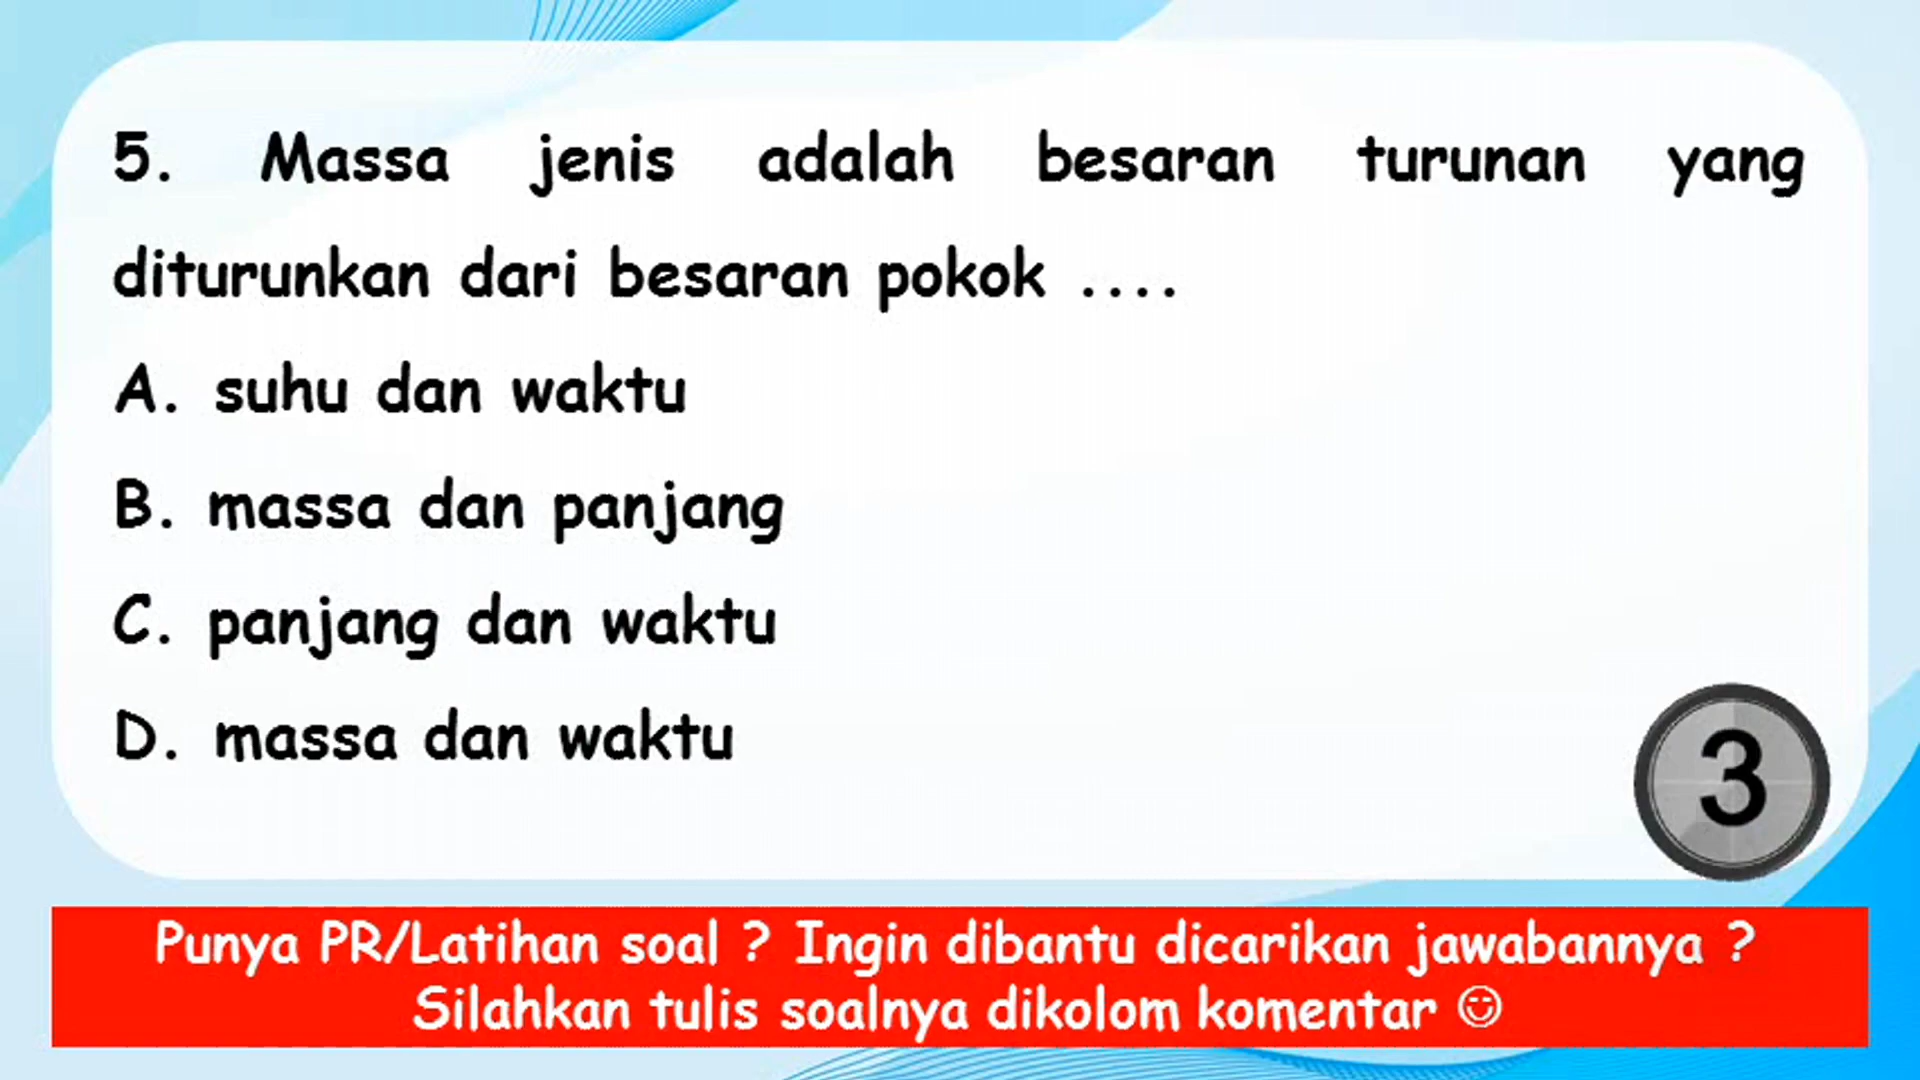 5. Massa jenis adalah besaran turunan yang
diturunkan dari besaran pokok ....
A. suhu dan waktu
B. massa dan panjang
C. panjang dan waktu
D. massa dan waktu
3
Punya PR/Latihan soal ? Ingin dibantu dicarikan jawabannya ?
Silahkan tulis soalnya dikolom komentar ☺